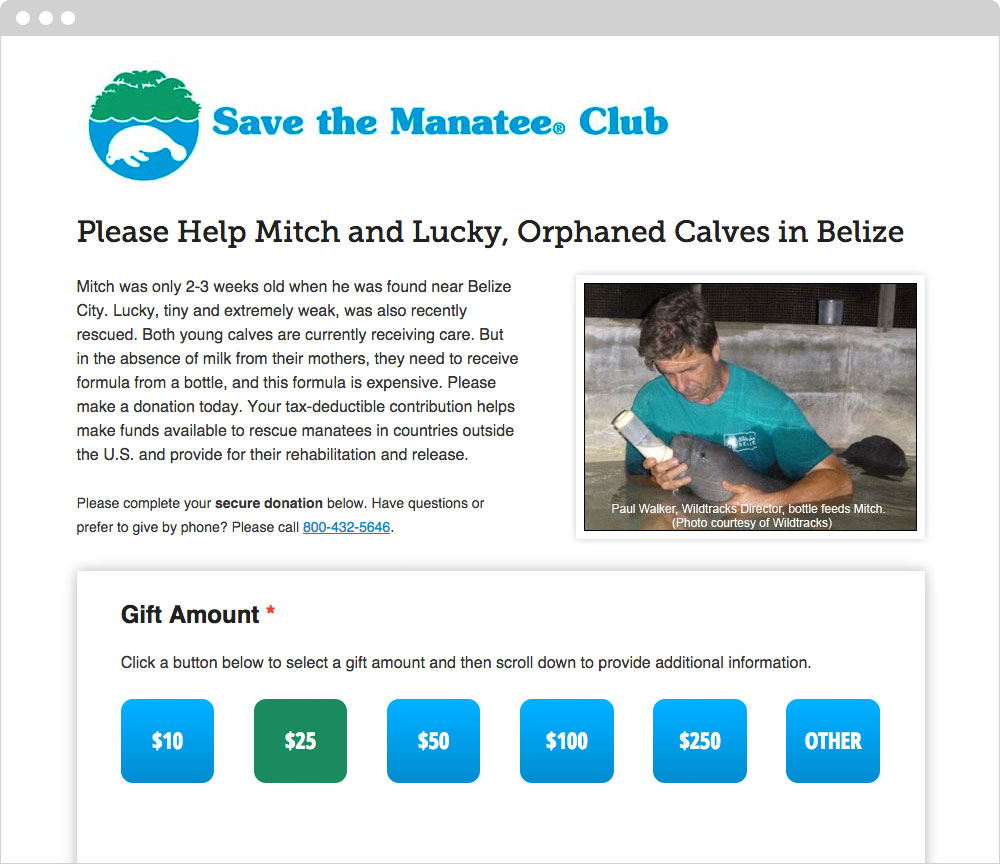 Save the Manatee® Club
Please Help Mitch and Lucky, Orphaned Calves in Belize
Mitch was only 2-3 weeks old when he was found near Belize
City. Lucky, tiny and extremely weak, was also recently
rescued. Both young calves are currently receiving care. But
in the absence of milk from their mothers, they need to receive
formula from a bottle, and this formula is expensive. Please
make a donation today. Your tax-deductible contribution helps
make funds available to rescue manatees in countries outside
the U.S. and provide for their rehabilitation and release.
Please complete your secure donation below. Have questions or
prefer to give by phone? Please call 800-432-5646.
Paul Walker, Wildtracks Director, bottle feeds Mitch.
(Photo courtesy of Wildtracks)
Gift Amount *
Click a button below to select a gift amount and then scroll down to provide additional information.
$10 $25 $50 $100 $250 OTHER